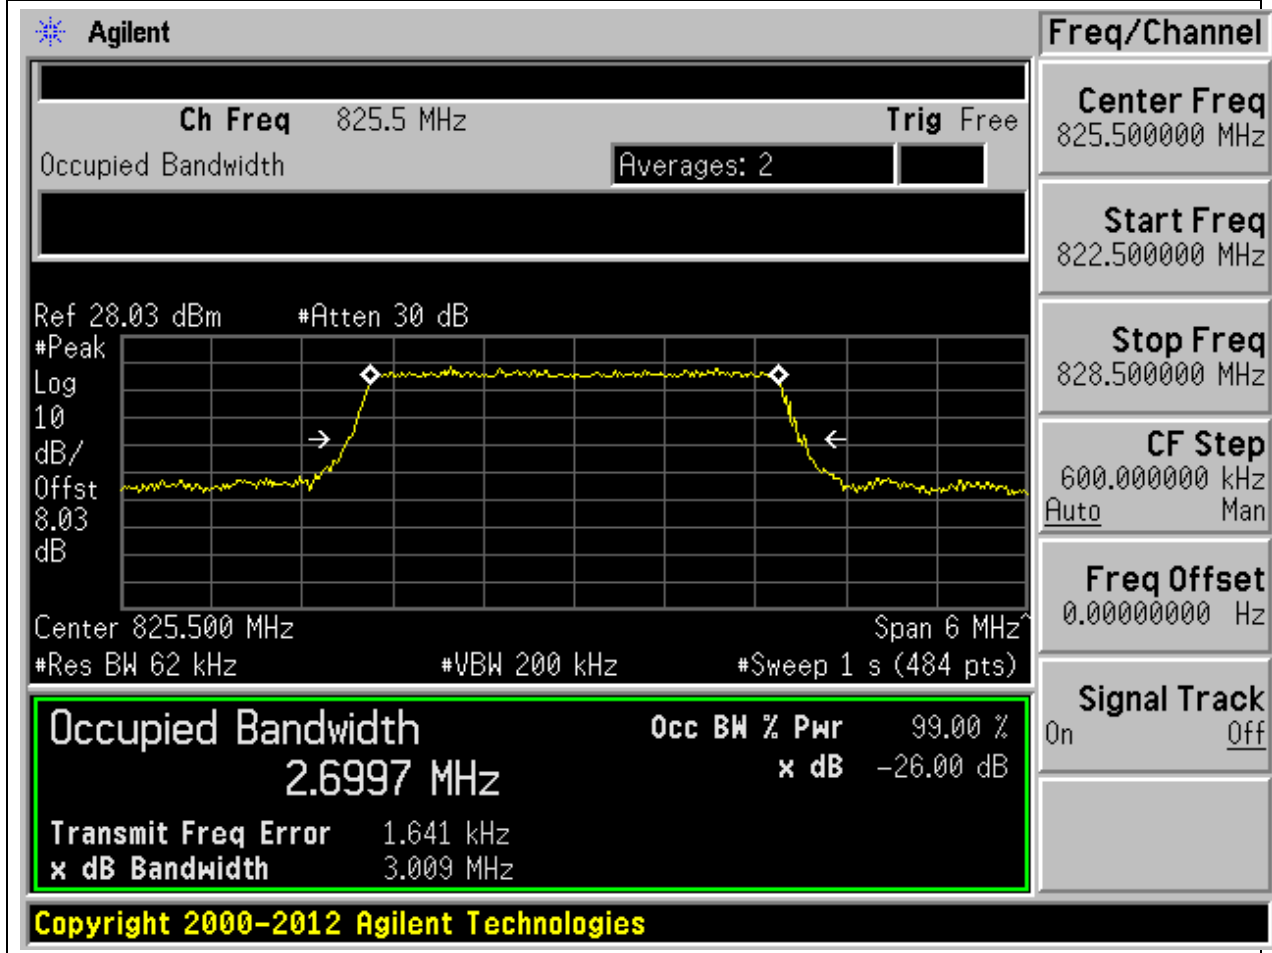 Agilent
Freq/Channel
Ch Freq 825.5 MHz Trig Free
Occupied Bandwidth Averages: 2
Center Freq
825.500000 MHz
Start Freq
822.500000 MHz
Stop Freq
828.500000 MHz
CF Step
600.000000 kHz
Auto Man
Freq Offset
0.00000000 Hz
Signal Track
On Off
Ref 28.03 dBm #Atten 30 dB
#Peak
Log
10
dB/
Offst
8.03
dB
Center 825.500 MHz Span 6 MHz^
#Res BW 62 kHz #VBW 200 kHz #Sweep 1 s (484 pts)
Occupied Bandwidth
2.6997 MHz
Occ BW % Pwr 99.00 %
x dB -26.00 dB
Transmit Freq Error 1.641 kHz
x dB Bandwidth 3.009 MHz
Copyright 2000-2012 Agilent Technologies